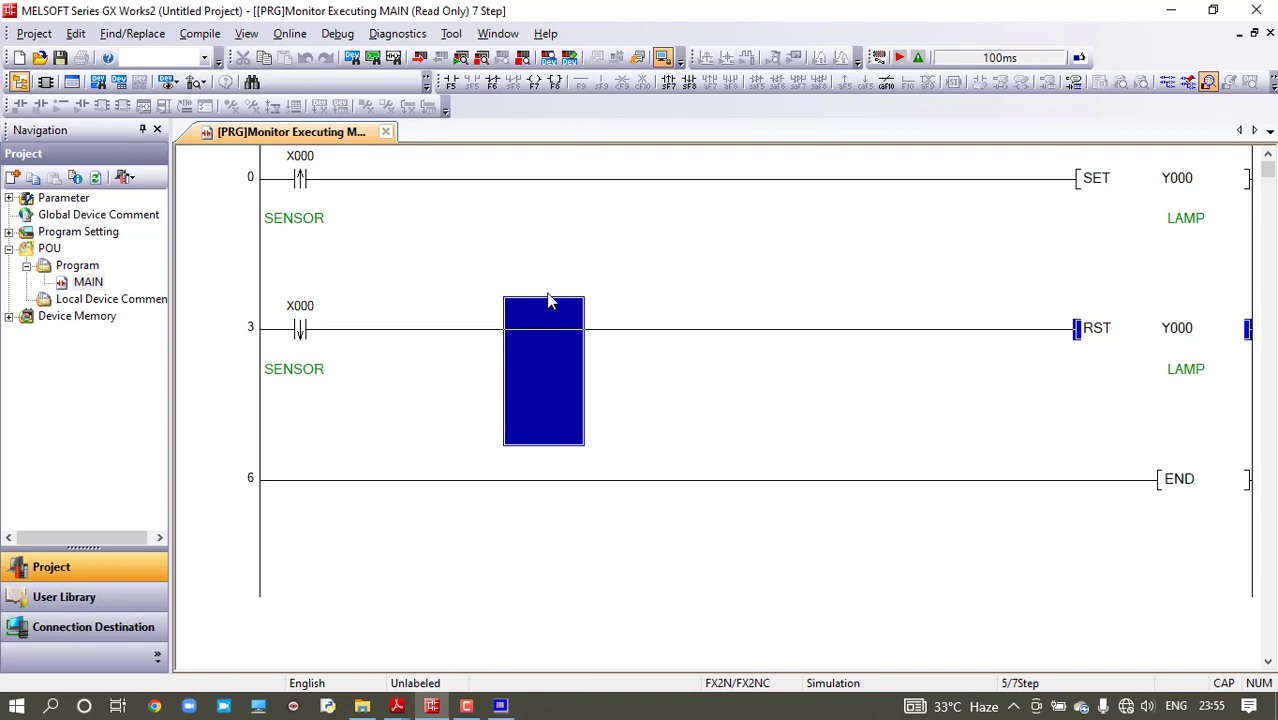 MELSOFT Series GX Works2 (Untitled Project) - [[PRG]Monitor Executing MAIN (Read Only) 7 Step]
Project Edit Find/Replace Compile View Online Debug Diagnostics Tool Window Help
100ms
Navigation
[PRG]Monitor Executing M...
Project
Parameter
Global Device Comment
Program Setting
POU
Program
MAIN
Local Device Commen
Device Memory
Project
User Library
Connection Destination
X000
0 SET Y000
SENSOR LAMP
X000
3 RST Y000
SENSOR LAMP
6 END
English Unlabeled FX2N/FX2NC Simulation 5/7Step CAP NUM
33°C Haze ENG 23:55